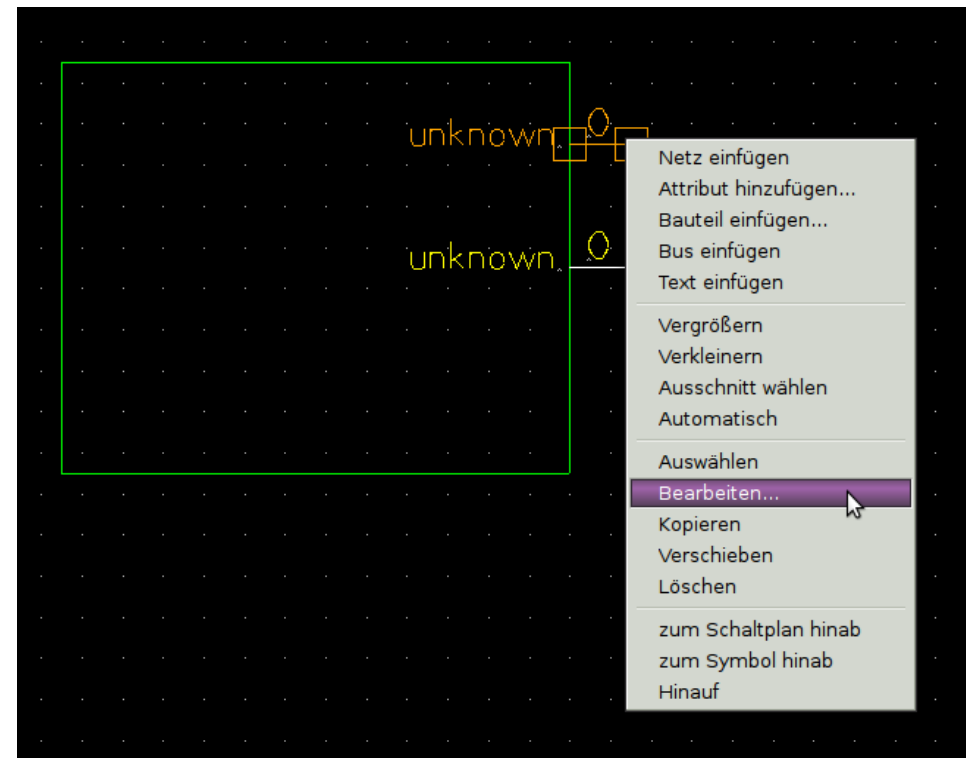 unknown 0
unknown 0
Netz einfügen
Attribut hinzufügen...
Bauteil einfügen...
Bus einfügen
Text einfügen
Vergrößern
Verkleinern
Ausschnitt wählen
Automatisch
Auswählen
Bearbeiten...
Kopieren
Verschieben
Löschen
zum Schaltplan hinab
zum Symbol hinab
Hinauf